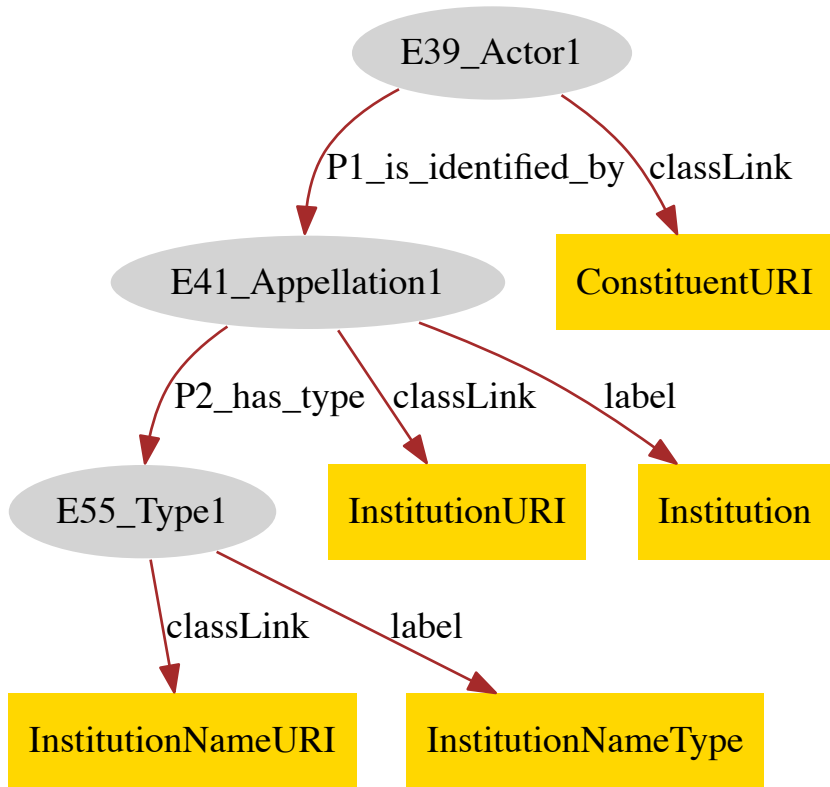 E39_Actor1
P1_is_identified_by
classLink
E41_Appellation1
ConstituentURI
P2_has_type
classLink
label
E55_Type1
InstitutionURI
Institution
classLink
label
InstitutionNameURI
InstitutionNameType